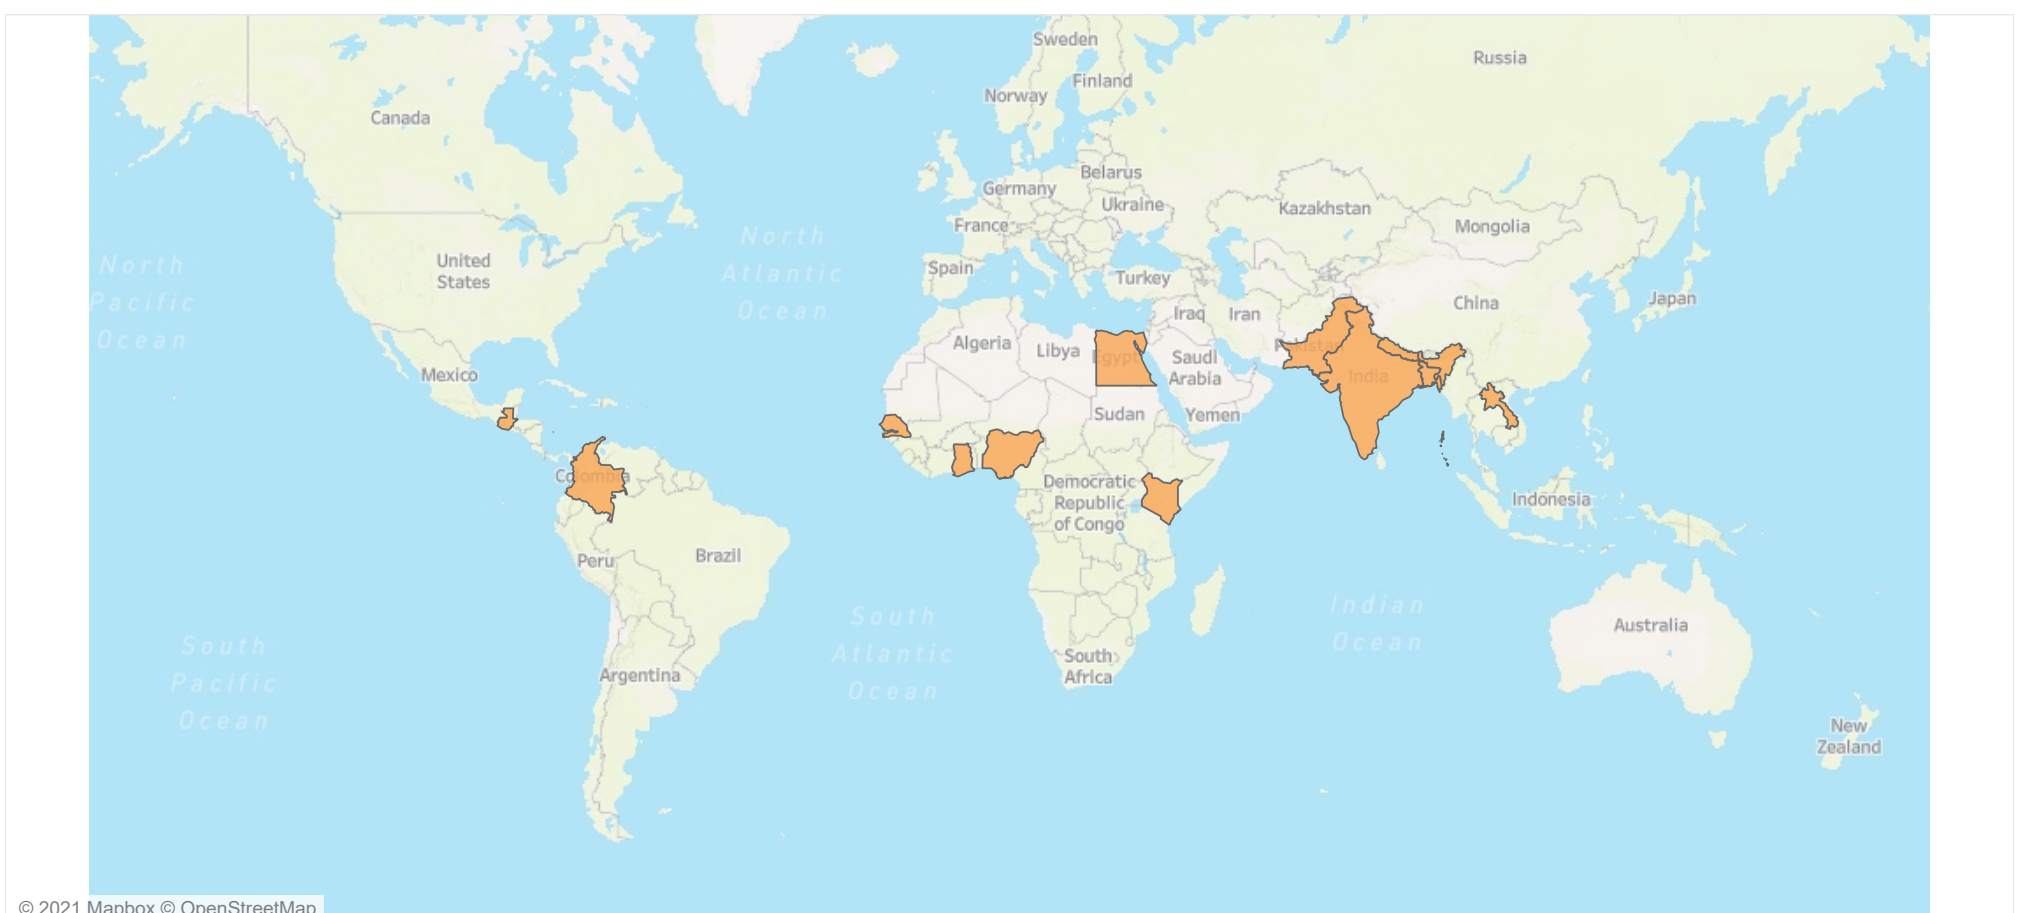 Sweden
Russia
Finland
Norway
Canada
Belarus
Germany
Ukraine
Kazakhstan
France
Mongolia
North
Atlantic
Ocean
North
Pacific
Ocean
United
States
Spain
Turkey
China
Japan
Iraq
Iran
Algeria
Libya
Egypt
Pakistan
Saudi
Arabia
India
Mexico
Sudan
Yemen
Colombia
Democratic
Republic
of Congo
Indonesia
Peru
Brazil
South
Atlantic
Ocean
Indian
Ocean
Australia
South
Pacific
Ocean
South
Africa
Argentina
New
Zealand
© 2021 Mapbox © OpenStreetMap